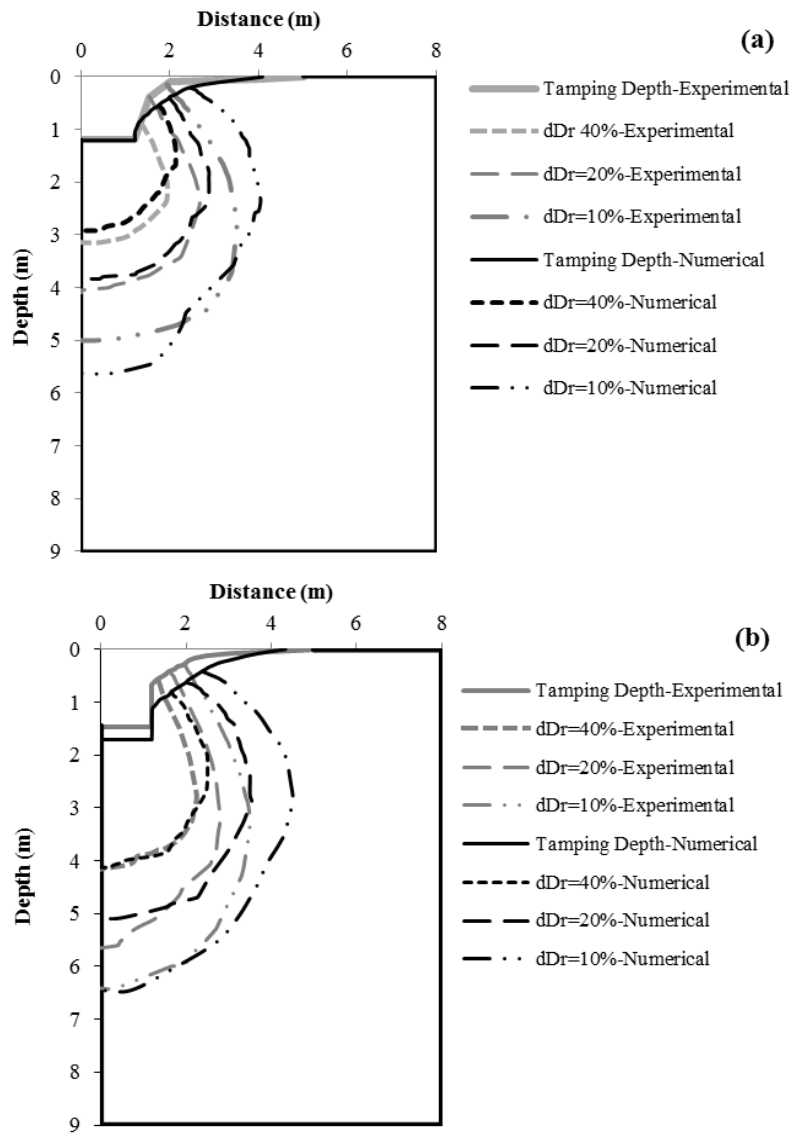 Distance (m)
0 2 4 6 8
(a)
0
1
2
3
4
5
6
7
8
9
Depth (m)
Tamping Depth-Experimental
dDr 40%-Experimental
dDr=20%-Experimental
dDr=10%-Experimental
Tamping Depth-Numerical
dDr=40%-Numerical
dDr=20%-Numerical
dDr=10%-Numerical
Distance (m)
0 2 4 6 8
(b)
0
1
2
3
4
5
6
7
8
9
Depth (m)
Tamping Depth-Experimental
dDr=40%-Experimental
dDr=20%-Experimental
dDr=10%-Experimental
Tamping Depth-Numerical
dDr=40%-Numerical
dDr=20%-Numerical
dDr=10%-Numerical